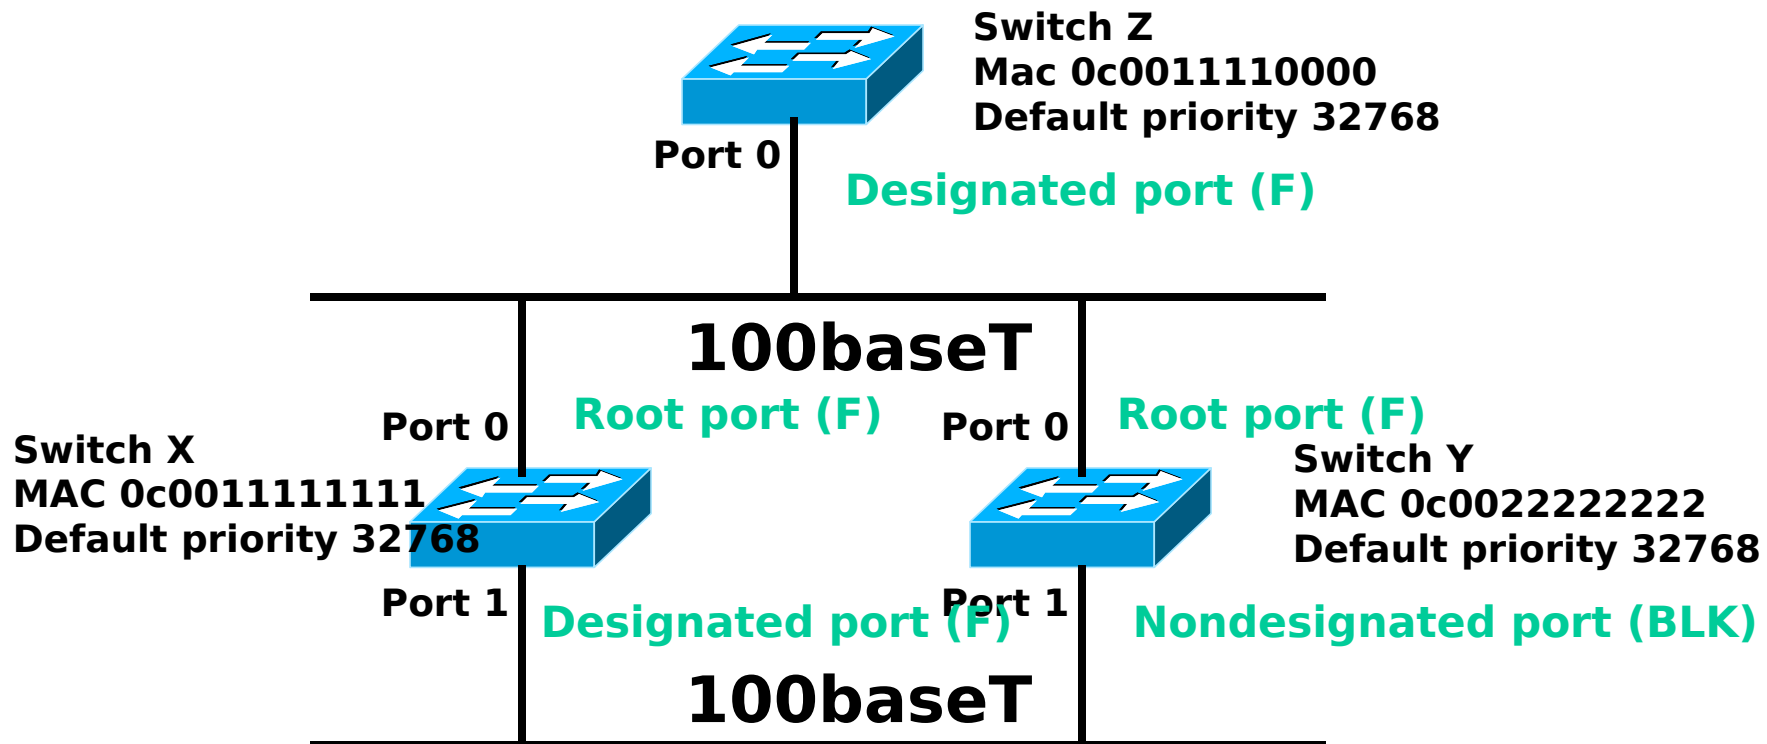 Switch Z
Mac 0c0011110000
Default priority 32768
Port 0
Designated port (F)
100baseT
Port 0
Root port (F)
Port 0
Root port (F)
Switch X
MAC 0c0011111111
Default priority 32768
Switch Y
MAC 0c0022222222
Default priority 32768
Port 1
Designated port (F)
Port 1
Nondesignated port (BLK)
100baseT